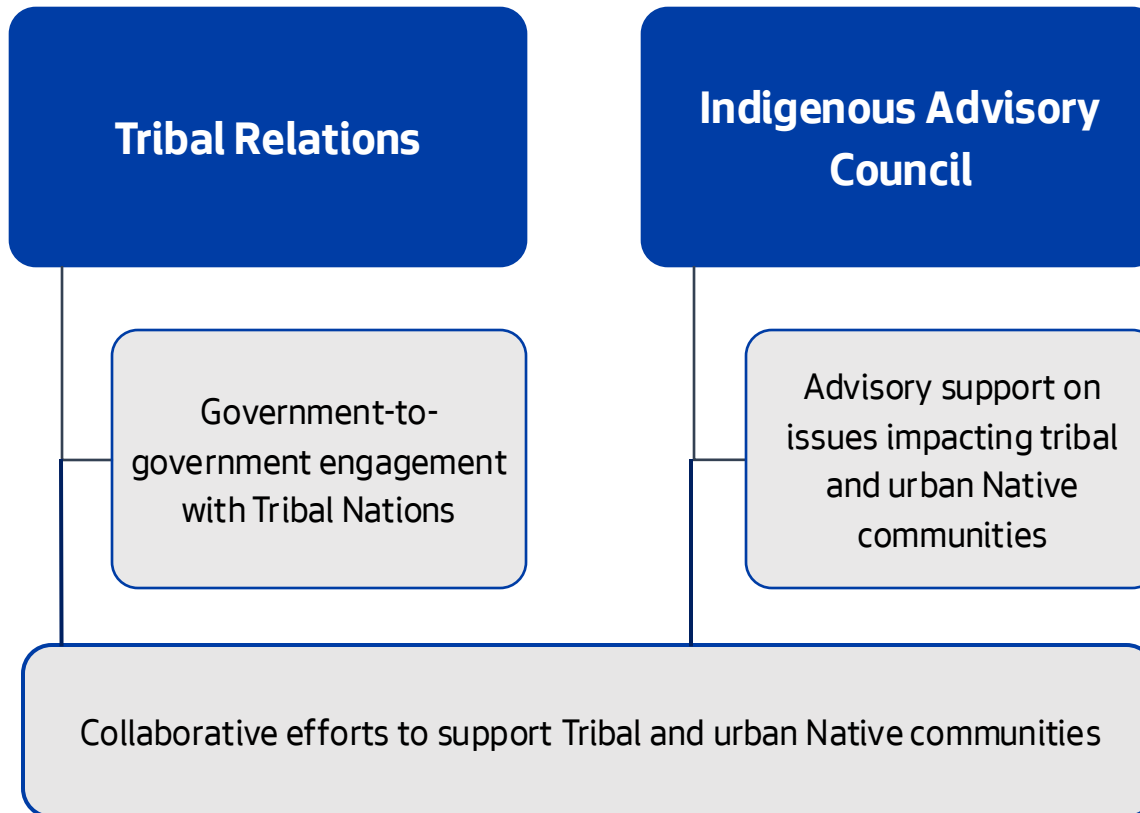 Tribal Relations
Indigenous Advisory
Council
Government-to-
government engagement
with Tribal Nations
Advisory support on
issues impacting tribal
and urban Native
communities
Collaborative efforts to support Tribal and urban Native communities